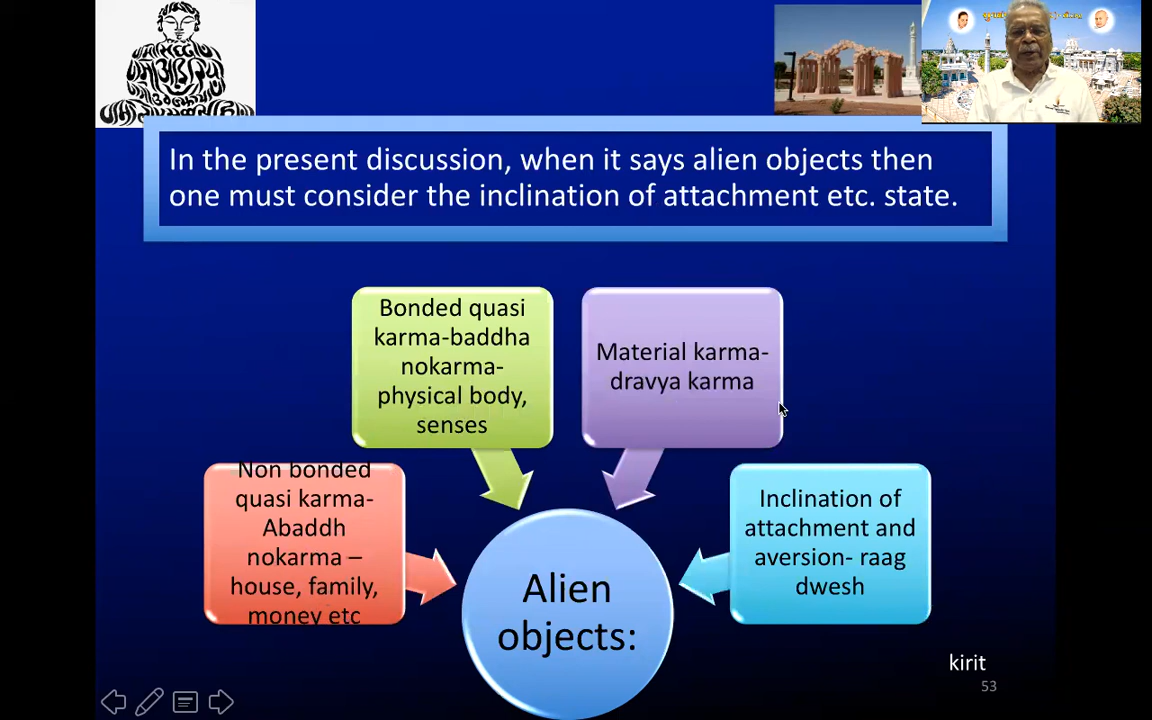 In the present discussion, when it says alien objects then
one must consider the inclination of attachment etc. state.
Bonded quasi
karma-baddha
nokarma-
physical body,
senses
Material karma-
dravya karma
Non bonded
quasi karma-
Abaddh
nokarma –
house, family,
money etc
Inclination of
attachment and
aversion- raag
dwesh
Alien
objects:
kirit
53